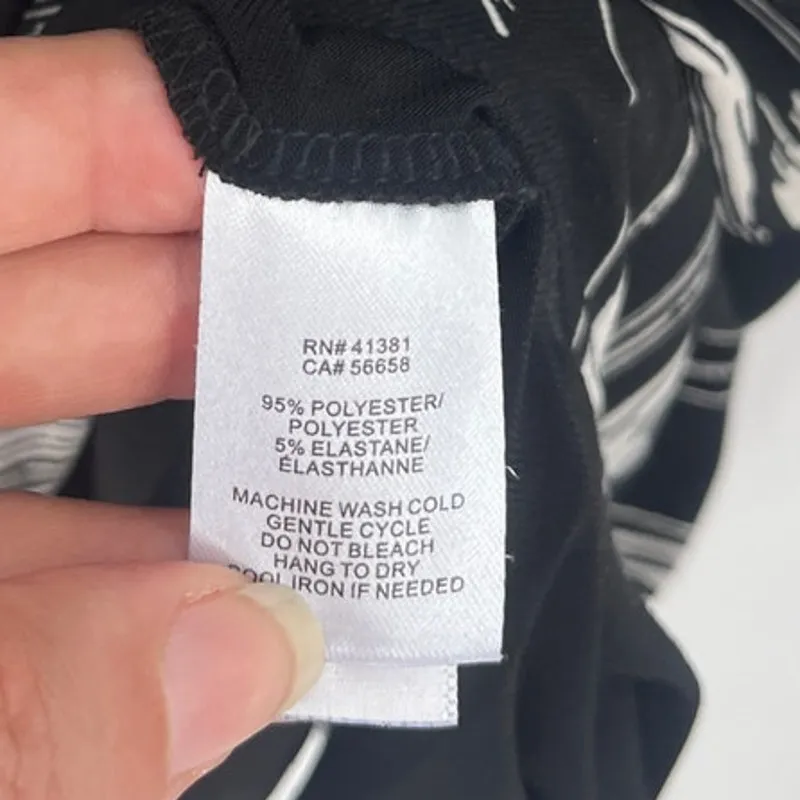 RN# 41381
CA# 56658
95% POLYESTER/
POLYESTER
5% ELASTANE/
ÉLASTHANNE
MACHINE WASH COLD
GENTLE CYCLE
DO NOT BLEACH
HANG TO DRY
COOL IRON IF NEEDED